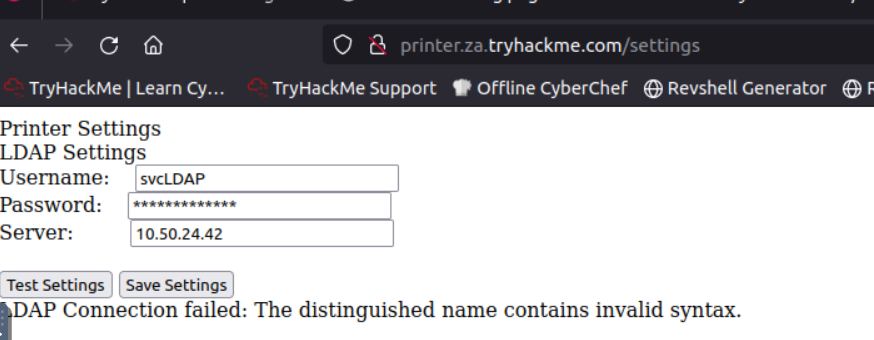 printer.za.tryhackme.com/settings
TryHackMe | Learn Cy... TryHackMe Support Offline CyberChef Revshell Generator
Printer Settings
LDAP Settings
Username: svcLDAP
Password: *************
Server: 10.50.24.42
Test Settings Save Settings
LDAP Connection failed: The distinguished name contains invalid syntax.